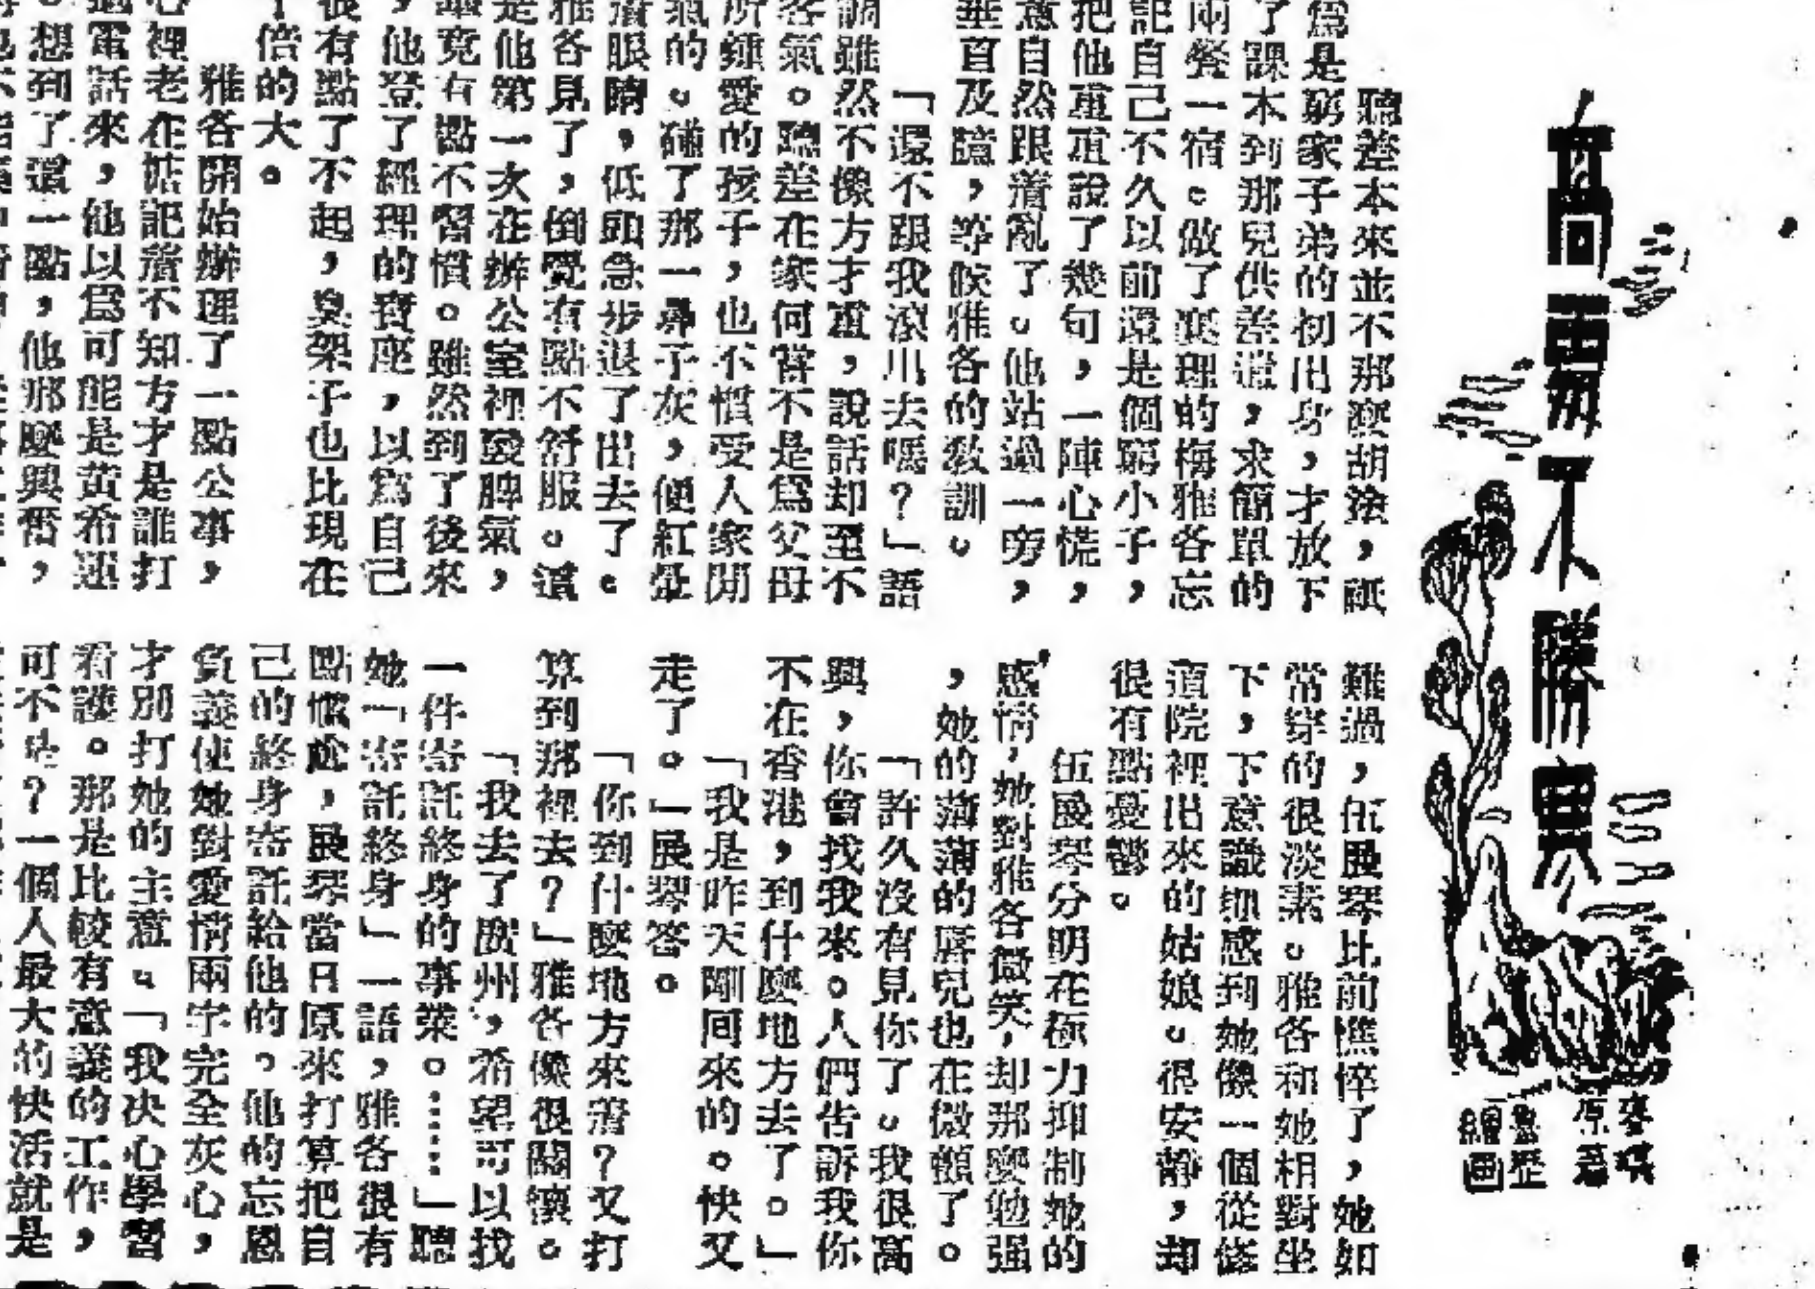 高處不勝寒
麥琪
原著
繪画
聽差本來並不那麼胡塗，祇
爲是窮家子弟的初出身，才放下
了課本到那兒供差遣，求簡單的
兩餐一宿。做了襄理的梅雅各忘
記自己不久以前還是個窮小子，
把他重重說了幾句，一陣心慌，
意自然跟着亂了。他站過一旁，
垂首及臆，等候雅各的教訓。
「還不跟我滾出去嗎？」語
調雖然不像方才重，說話却至不
客氣。聽差在家何嘗不是爲父母
所鍾愛的孩子，也不慣受人家閒
氣的。碰了那一鼻子灰，便紅着
眼睛，低頭急步退了出去了。
雅各見了，倒覺有點不舒服。這
是他第一次在辦公室裡發脾氣，
竟有點不習慣。雖然到了後來
，他登了經理的寶座，以爲自己
很有點了不起，臭架子也比現在
倍的大。
雅各開始辦理了一點公事，
心裡老在惦記着不知方才是誰打
過電話來，他以爲可能是黃希通
。想到了這一點，他那麼興奮，
難過，伍展琴比前憔悴了，她如
常穿的很淡素。雅各和她相對坐
下，下意識地感到她像一個從修
道院裡出來的姑娘。很安靜，却
很有點憂鬱。
伍展琴分明在極力抑制她的
感情，她對雅各微笑，却那麼勉强
，她的薄薄的唇兒也在微顫了。
「許久沒有見你了。我很高
興，你會找我來。人們告訴我你
不在香港，到什麼地方去了。」
「我是昨天剛囘來的。快又
走了。」展琴答。
「你到什麼地方來着？又打
算到那裡去？」雅各像很關懷。
「我去了廣州，希望可以找
一件寄託終身的事業。……」聽
她「寄託終身」一語，雅各很有
點慚尬，展琴當日原來打算把自
己的終身寄託給他的。他的忘恩
負義使她對愛情兩字完全灰心，
才別打她的主意。「我决心學習
看護。那是比較有意義的工作，
可不是？一個人最大的快活就是